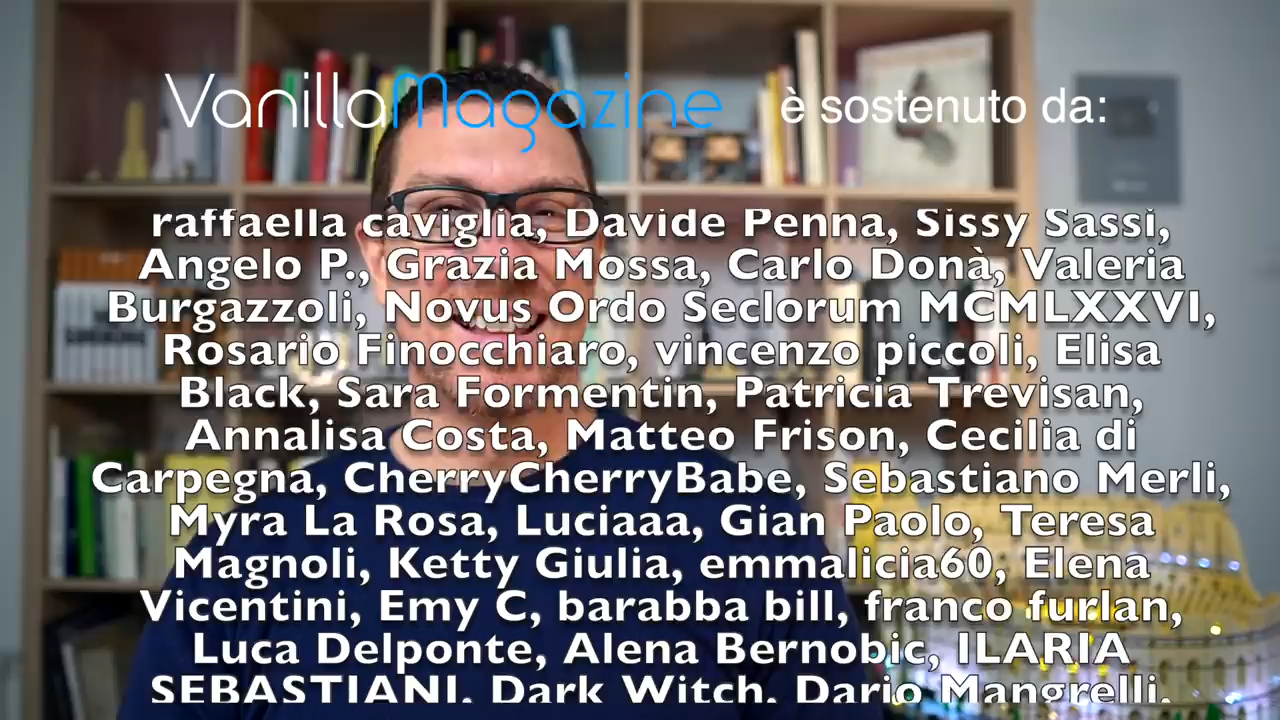 VanillaMagazine è sostenuto da:
raffaella caviglia, Davide Penna, Sissy Sassi,
Angelo P., Grazia Mossa, Carlo Donà, Valeria
Burgazzoli, Novus Ordo Seclorum MCMLXXVI,
Rosario Finocchiaro, vincenzo piccoli, Elisa
Black, Sara Formentin, Patricia Trevisan,
Annalisa Costa, Matteo Frison, Cecilia di
Carpegna, CherryCherryBabe, Sebastiano Merli,
Myra La Rosa, Luciaaa, Gian Paolo, Teresa
Magnoli, Ketty Giulia, emmalicia60, Elena
Vicentini, Emy C, barabba bill, franco furlan,
Luca Delponte, Alena Bernobic, ILARIA
SEBASTIANI, Dark Witch, Dario Mangrelli,